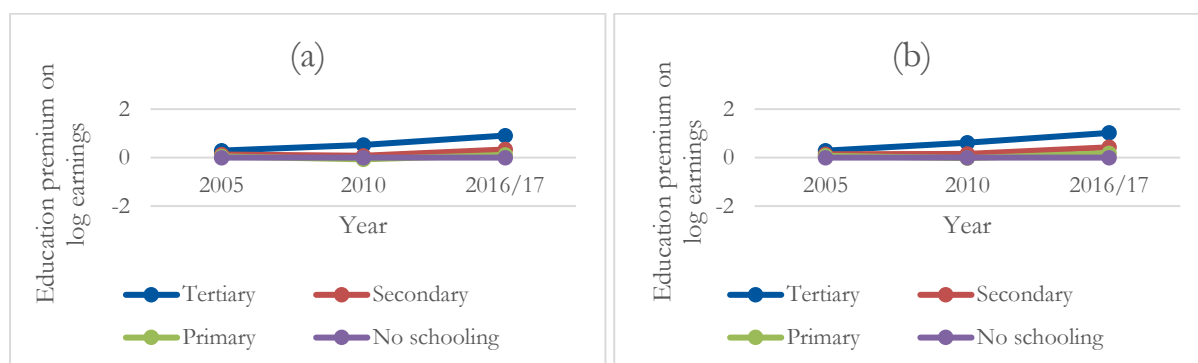 (a)
Education premium on
log earnings
2
0
-2
2005 2010 2016/17
Year
Tertiary Secondary
Primary No schooling
(b)
Education premium on
log earnings
2
0
-2
2005 2010 2016/17
Year
Tertiary Secondary
Primary No schooling